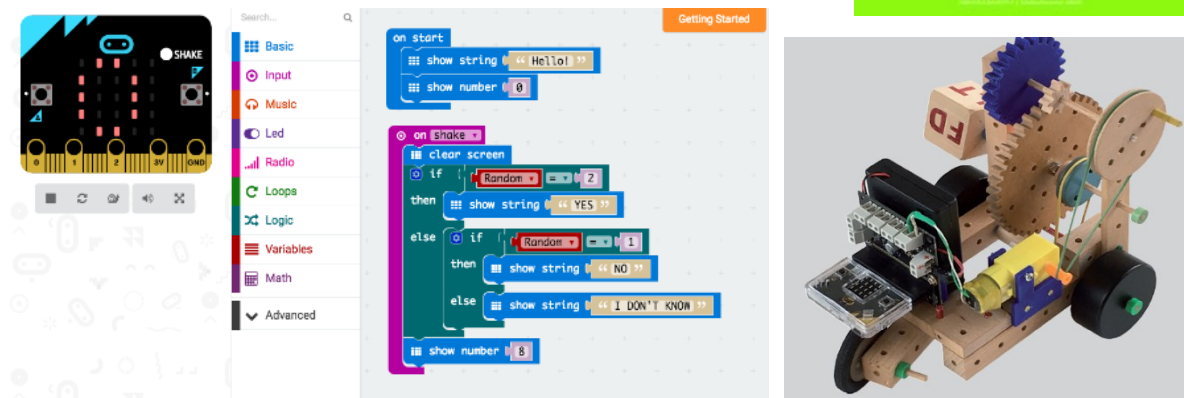 SHAKE
0 1 2 3V GND
Search...
Basic
Input
Music
Led
Radio
Loops
Logic
Variables
Math
Advanced
Getting Started
on start
show string “ Hello! ”
show number 0
on shake
clear screen
if Random = 2
then show string “ YES ”
else if Random = 1
then show string “ NO ”
else show string “ I DON'T KNOW ”
show number 8
FD
T